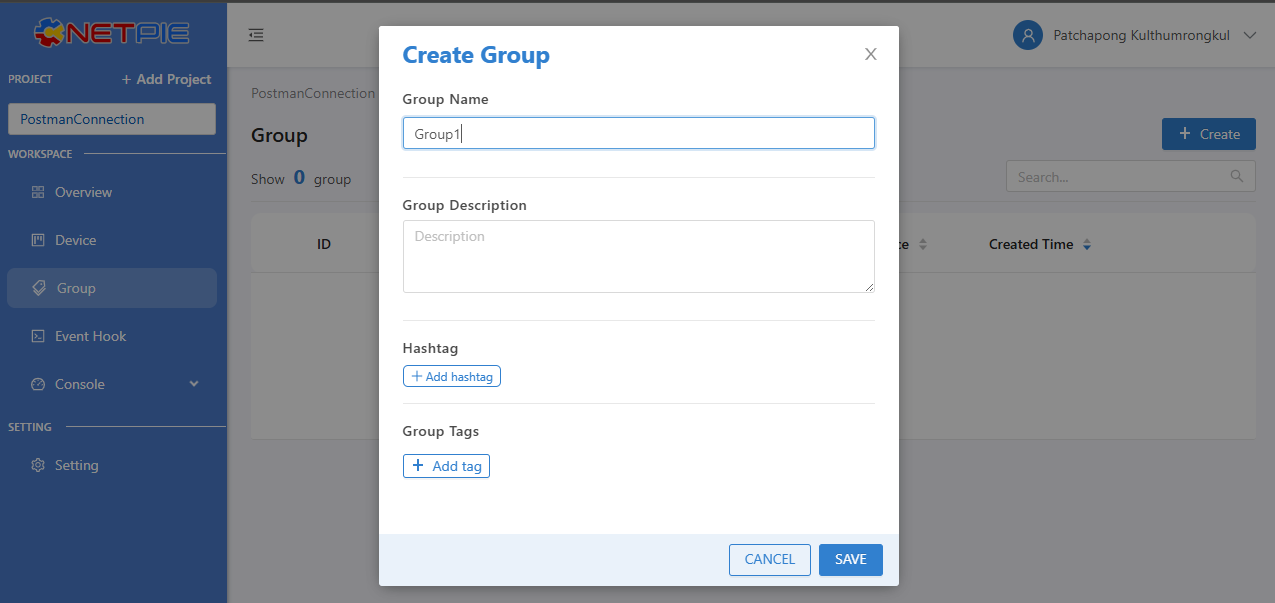 NETPIE
PROJECT
+ Add Project
PostmanConnection
WORKSPACE
Overview
Device
Group
Event Hook
Console
SETTING
Setting
Patchapong Kulthumrongkul
PostmanConnection
Group
+ Create
Show 0 group
Search...
ID
ce
Created Time
Create Group
X
Group Name
Group1
Group Description
Description
Hashtag
+ Add hashtag
Group Tags
+ Add tag
CANCEL
SAVE